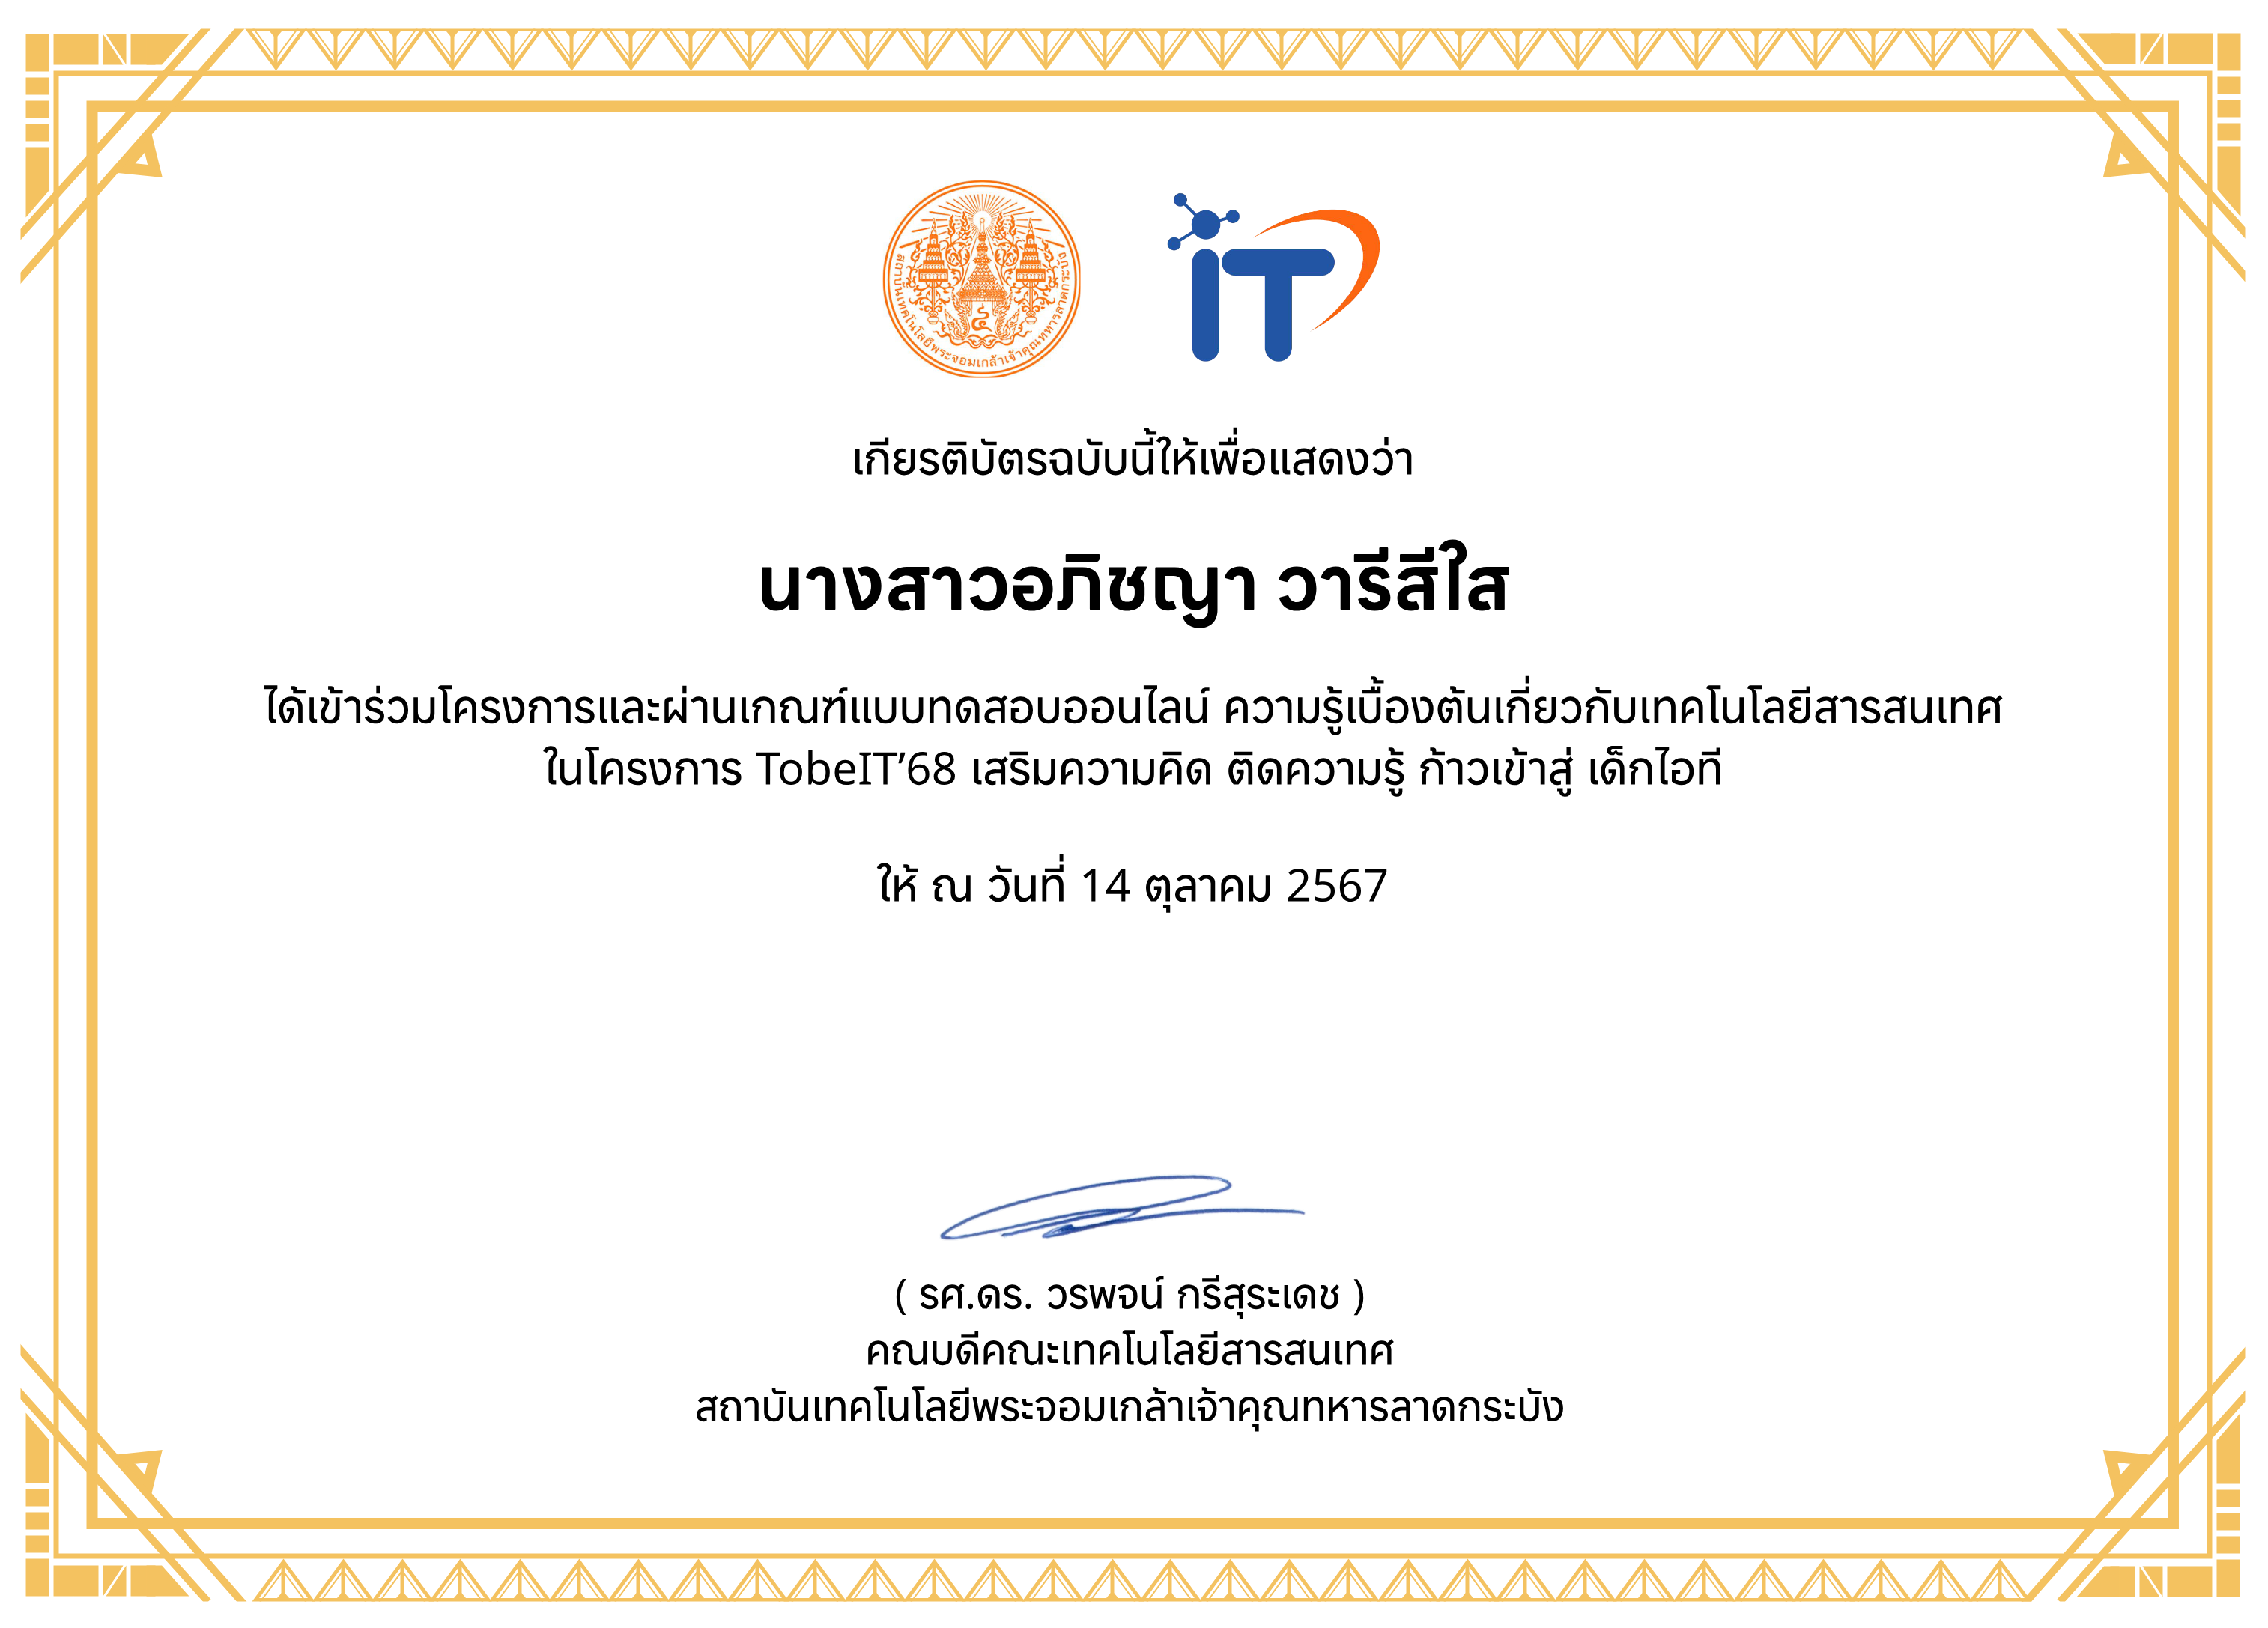 สถาบันเทคโนโลยีพระจอมเกล้าเจ้าคุณทหารลาดกระบัง
iT
เกียรติบัตรฉบับนี้ให้เพื่อแสดงว่า
นางสาวอภิชญา วารีสีใส
ได้เข้าร่วมโครงการและผ่านเกณฑ์แบบทดสอบออนไลน์ ความรู้เบื้องต้นเกี่ยวกับเทคโนโลยีสารสนเทศ
ในโครงการ TobeIT’68 เสริมความคิด ติดความรู้ ก้าวเข้าสู่ เด็กไอที
ให้ ณ วันที่ 14 ตุลาคม 2567
( รศ.ดร. วรพจน์ กรีสุระเดช )
คณบดีคณะเทคโนโลยีสารสนเทศ
สถาบันเทคโนโลยีพระจอมเกล้าเจ้าคุณทหารลาดกระบัง